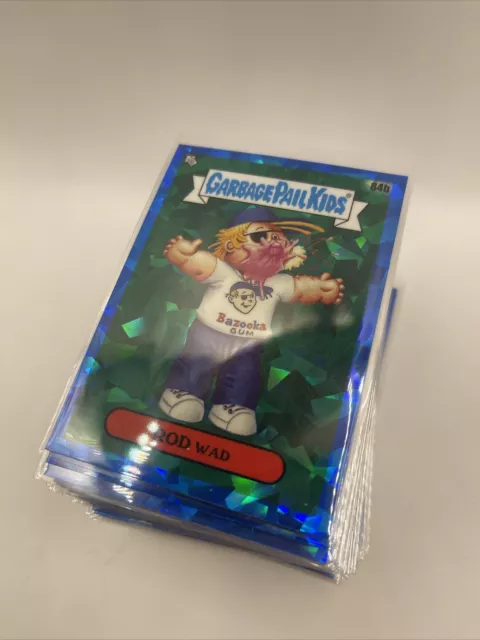 84b
GARBAGE PAIL KIDS
Bazooka
GUM
ROD WAD